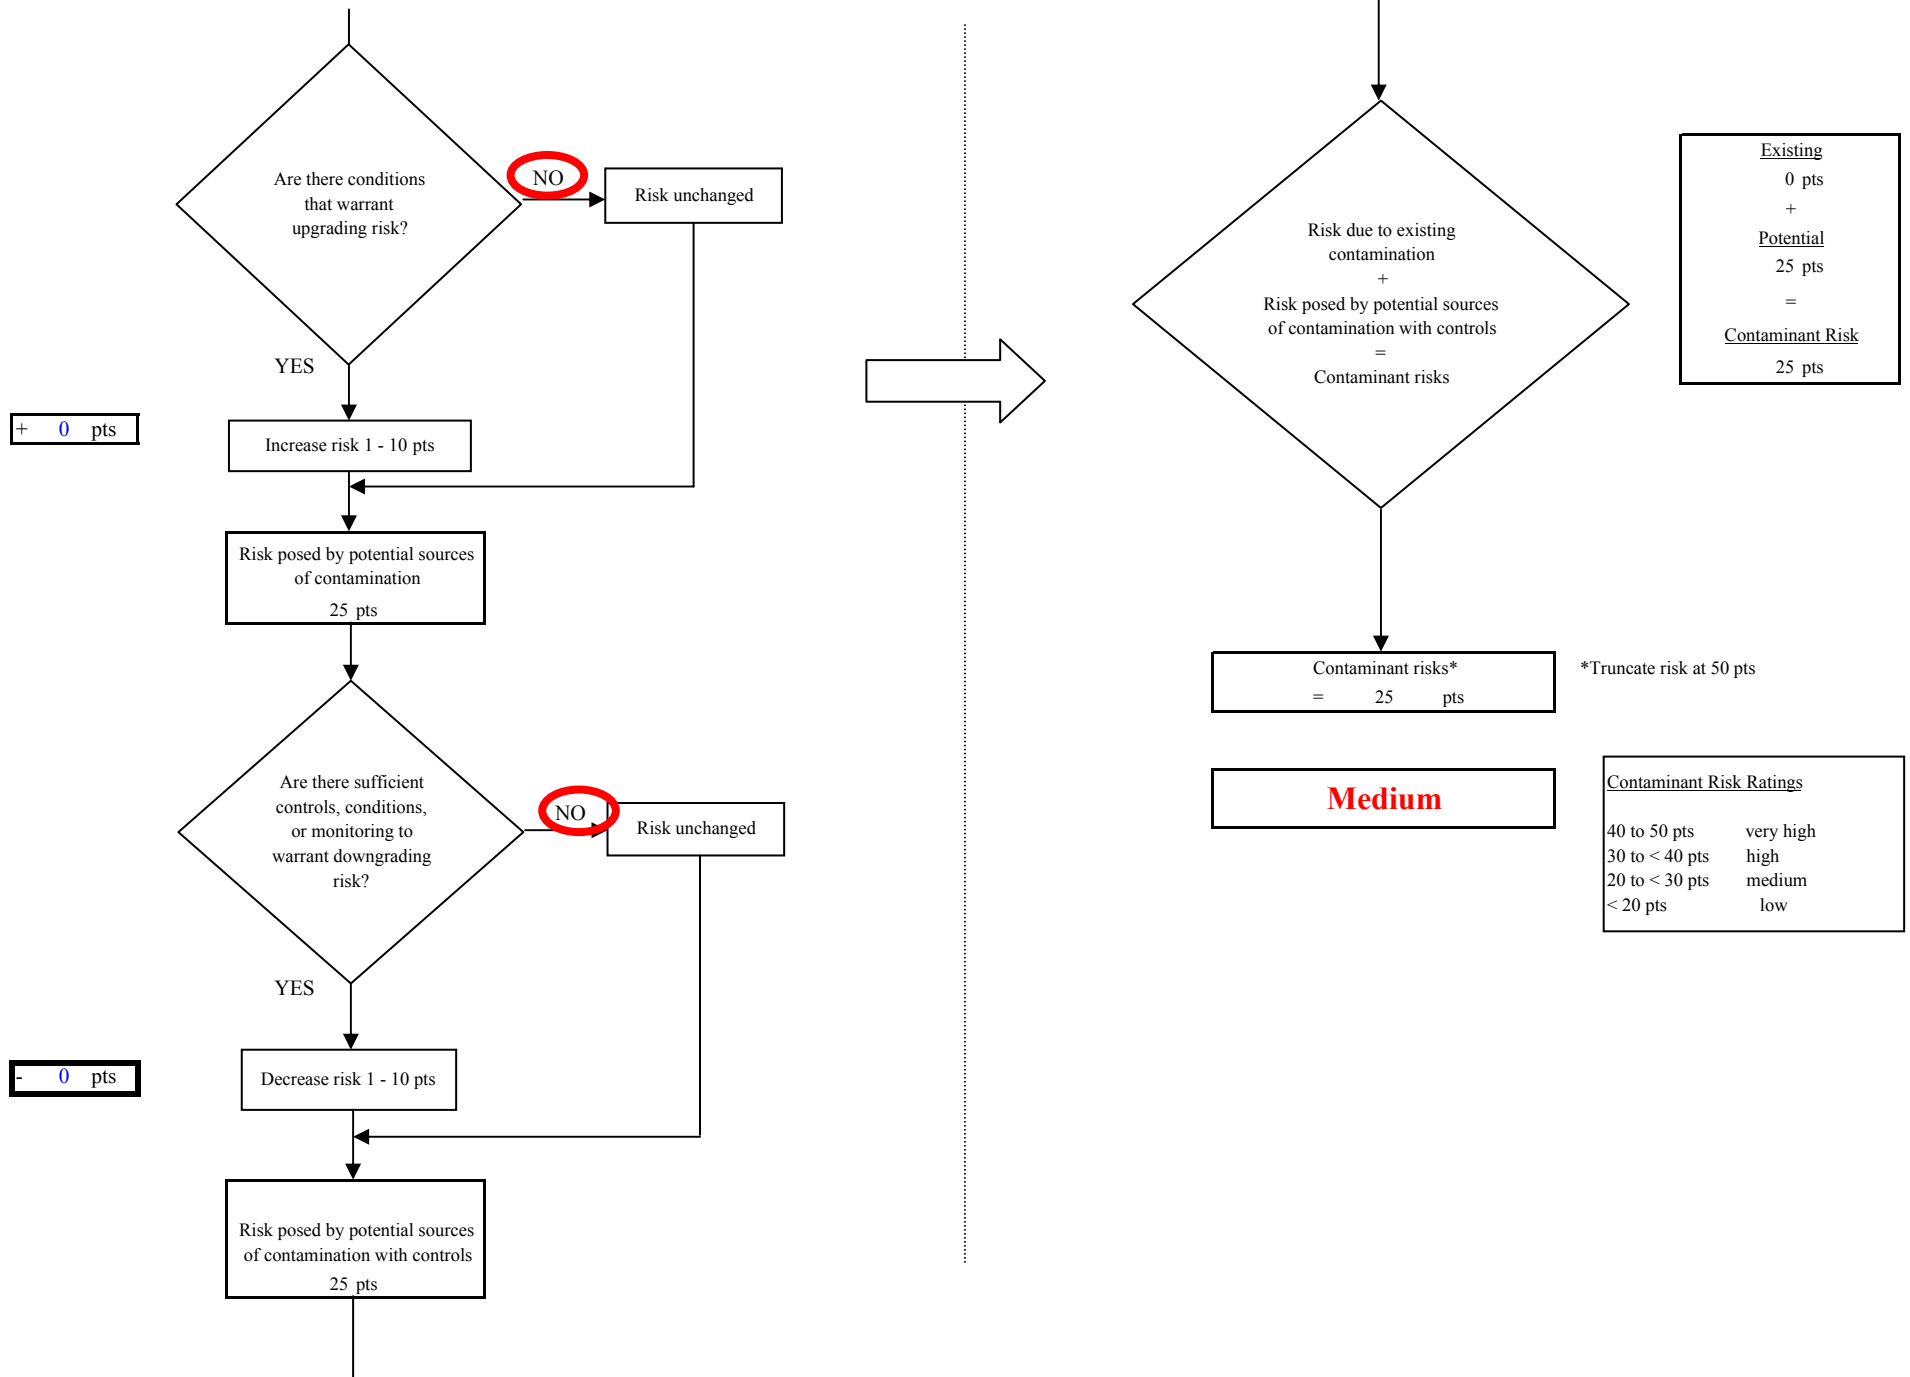 Are there conditions
that warrant
upgrading risk?
NO
Risk unchanged
YES
+ 0 pts
Increase risk 1 - 10 pts
Risk posed by potential sources
of contamination
25 pts
Are there sufficient
controls, conditions,
or monitoring to
warrant downgrading
risk?
NO
Risk unchanged
YES
- 0 pts
Decrease risk 1 - 10 pts
Risk posed by potential sources
of contamination with controls
25 pts
Risk due to existing
contamination
+
Risk posed by potential sources
of contamination with controls
=
Contaminant risks
Existing
0 pts
+
Potential
25 pts
=
Contaminant Risk
25 pts
Contaminant risks*
= 25 pts
*Truncate risk at 50 pts
Medium
Contaminant Risk Ratings
40 to 50 pts very high
30 to < 40 pts high
20 to < 30 pts medium
< 20 pts low